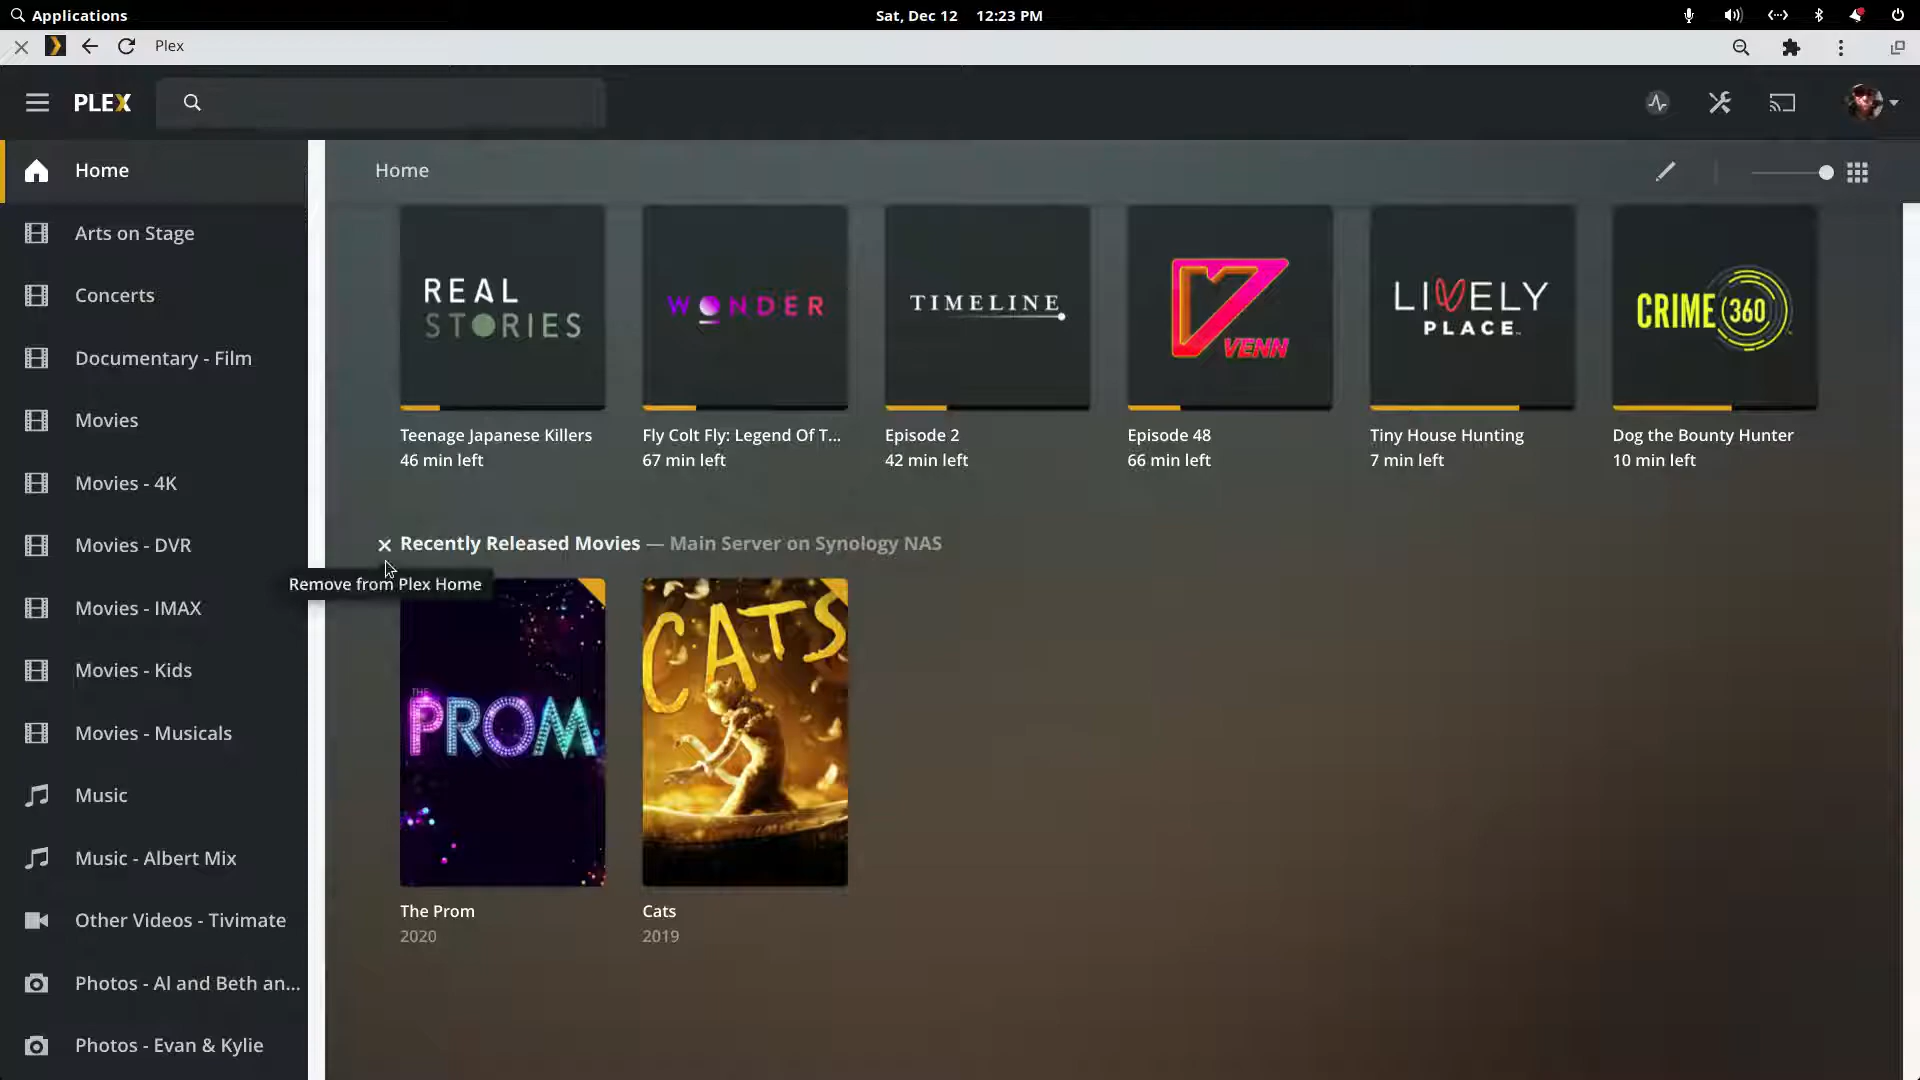 Applications
Sat, Dec 12 12:23 PM
Plex
PLEX
Home
Arts on Stage
Concerts
Documentary - Film
Movies
Movies - 4K
Movies - DVR
Movies - IMAX
Movies - Kids
Movies - Musicals
Music
Music - Albert Mix
Other Videos - Tivimate
Photos - Al and Beth an...
Photos - Evan & Kylie
Home
REAL
STORIES
WONDER
TIMELINE
VENN
LIVELY
PLACE
CRIME 360
Teenage Japanese Killers
46 min left
Fly Colt Fly: Legend Of T...
67 min left
Episode 2
42 min left
Episode 48
66 min left
Tiny House Hunting
7 min left
Dog the Bounty Hunter
10 min left
Recently Released Movies — Main Server on Synology NAS
Remove from Plex Home
THE
PROM
CATS
The Prom
2020
Cats
2019